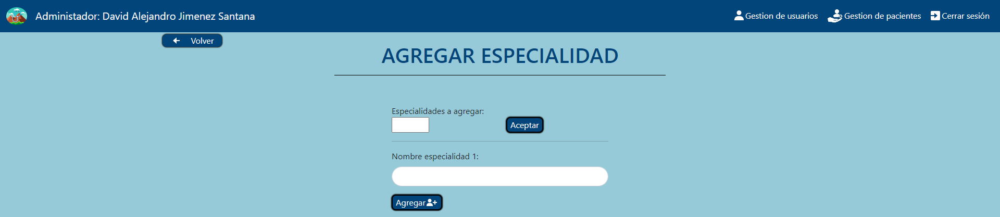 Administador: David Alejandro Jimenez Santana
Gestion de usuarios
Gestion de pacientes
Cerrar sesión
Volver
AGREGAR ESPECIALIDAD
Especialidades a agregar:
Aceptar
Nombre especialidad 1:
Agregar